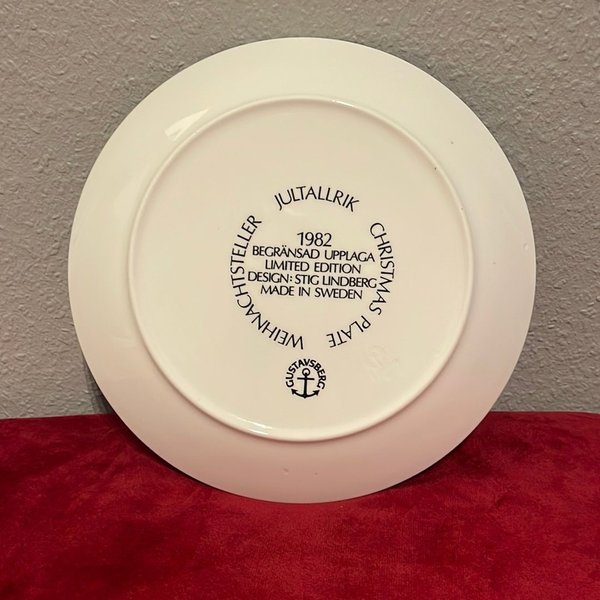 JULTALLRIK
CHRISTMAS PLATE
WEIHNACHTSTELLER
1982
BEGRÄNSAD UPPLAGA
LIMITED EDITION
DESIGN: STIG LINDBERG
MADE IN SWEDEN
GUSTAVSBERG